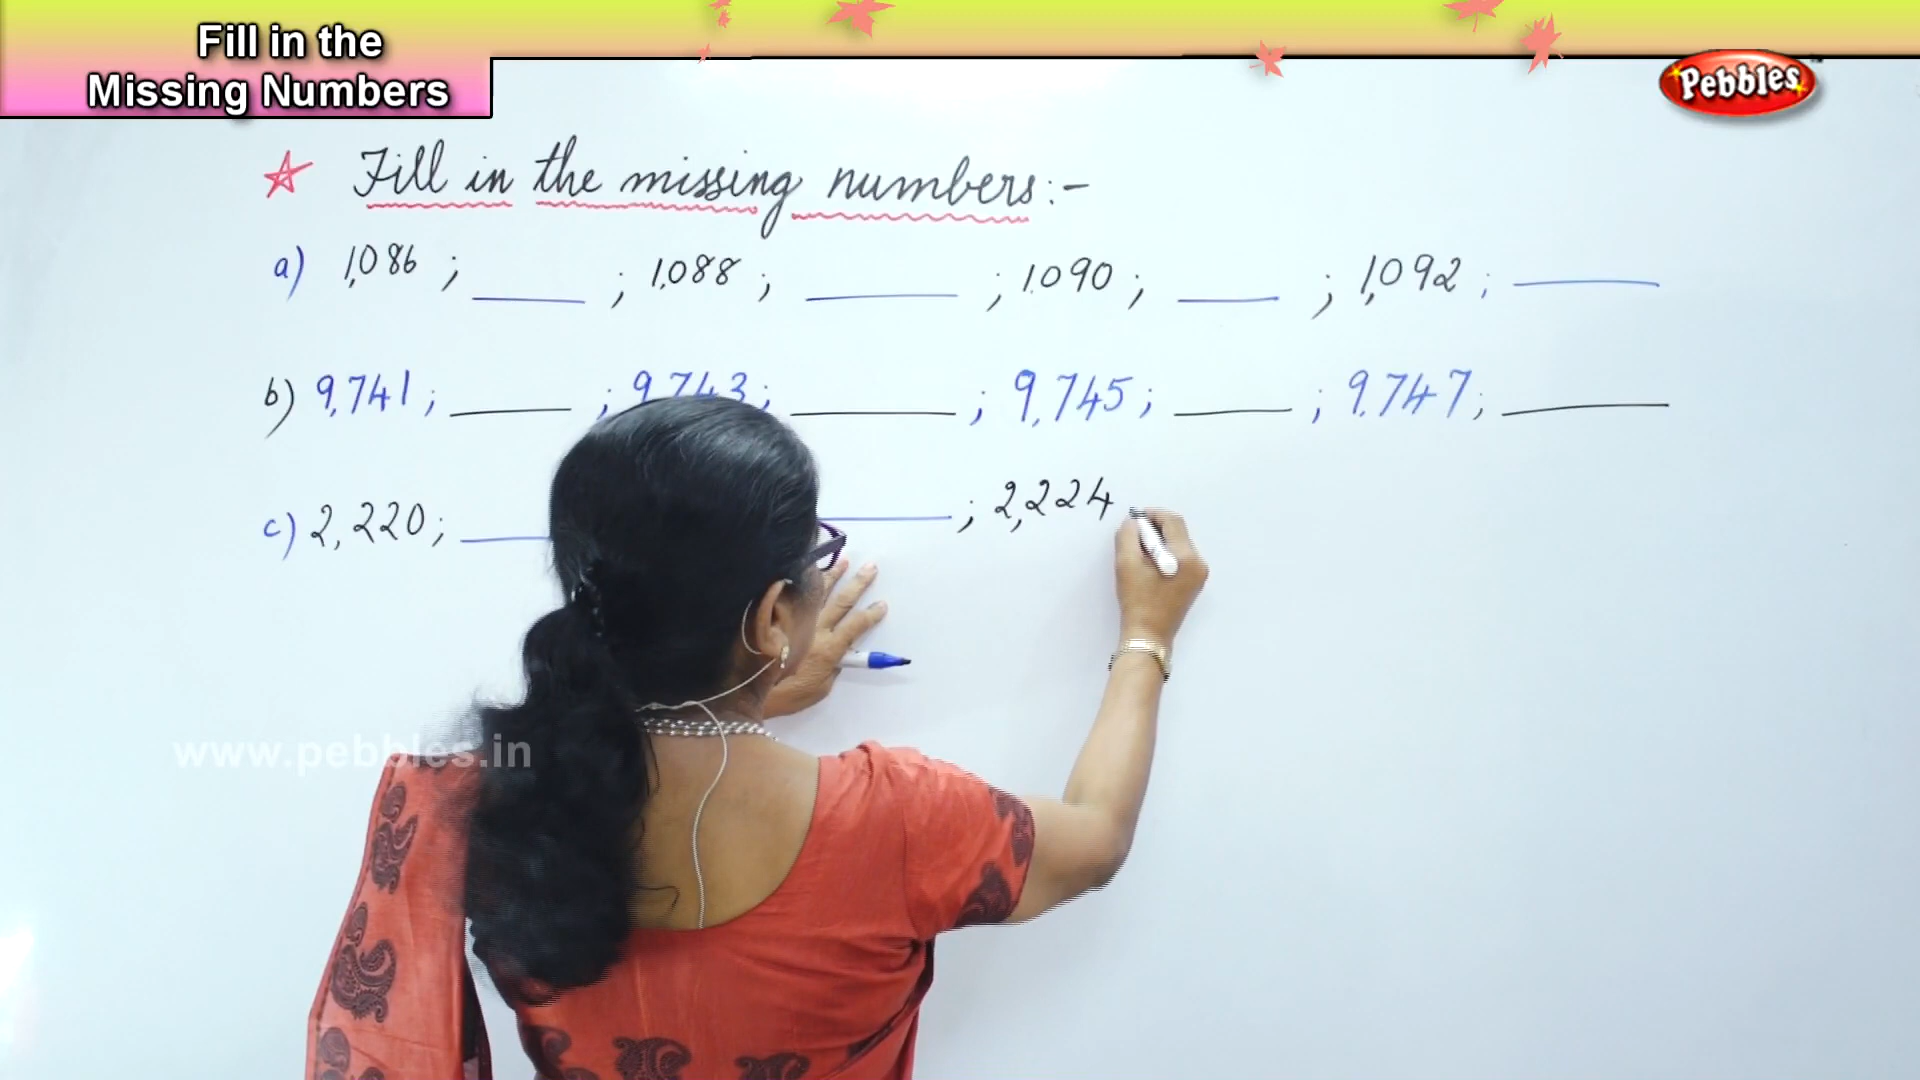 Fill in the
Missing Numbers
Pebbles
Fill in the missing numbers:-
a) 1,086 ; ____ ; 1,088 ; ____ ; 1,090 ; ____ ; 1,092 ; ____
b) 9,741 ; ____ ; 9,743 ; ____ ; 9,745 ; ____ ; 9,747 ; ____
c) 2,220 ; ____ ____ ; 2,224
www.pebbles.in